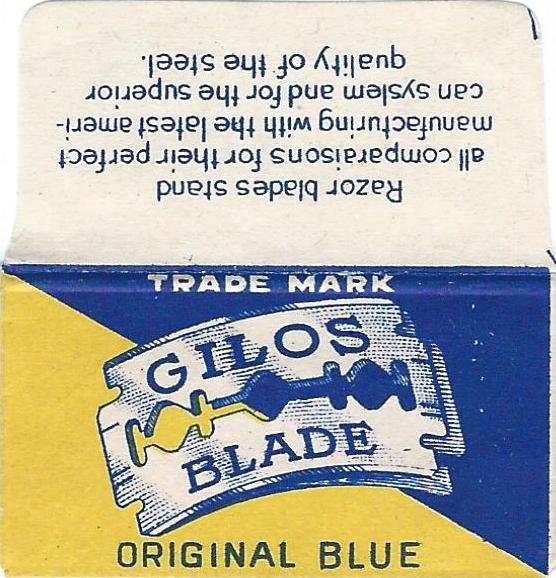 Razor blades stand
all comparaisons for their perfect
manufacturing with the latest ameri-
can system and for the superior
quality of the steel.
TRADE MARK
GILOS
BLADE
ORIGINAL BLUE